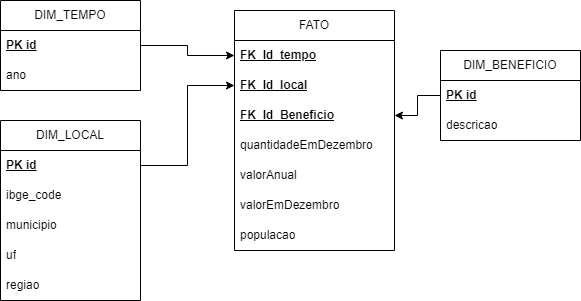 DIM_TEMPO
PK id
ano
DIM_LOCAL
PK id
ibge_code
municipio
uf
regiao
FATO
FK_Id_tempo
FK_Id_local
FK_Id_Beneficio
quantidadeEmDezembro
valorAnual
valorEmDezembro
populacao
DIM_BENEFICIO
PK id
descricao